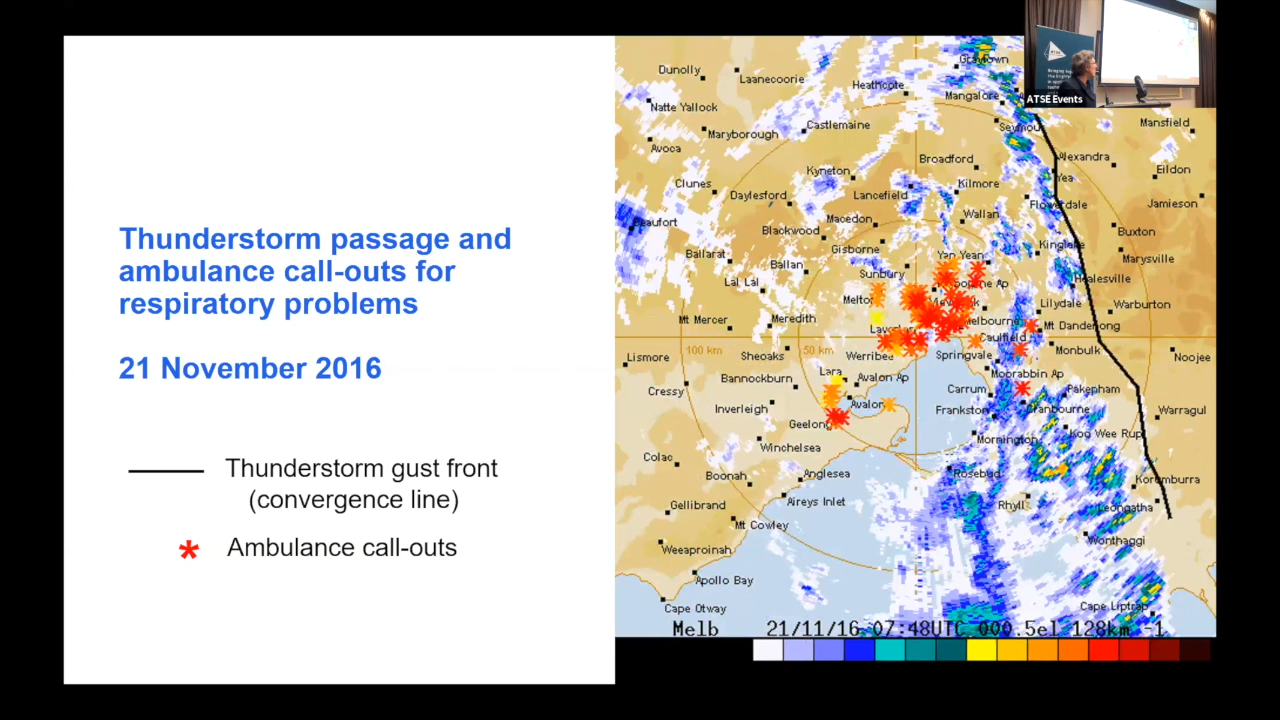 Thunderstorm passage and
ambulance call-outs for
respiratory problems
21 November 2016
Thunderstorm gust front
(convergence line)
Ambulance call-outs
ATSE Events
Graytown
Dunolly
Laanecoorie
Heathcote
Mangalore
Natte Yallock
Castlemaine
Seymour
Mansfield
Maryborough
Avoca
Broadford
Alexandra
Eildon
Kyneton
Yea
Clunes
Daylesford
Lancefield
Kilmore
Flowerdale
Jamieson
Beaufort
Macedon
Wallan
Buxton
Blackwood
Gisborne
Kinglake
Marysville
Ballarat
Ballan
Yan Yean
Sunbury
Healesville
Lal Lal
Melto
Lilydale
Warburton
Mt Mercer
Meredith
Melbourne
Mt Dandenong
Caulfield
100 km
50 km
Lismore
Sheoaks
Werribee
Springvale
Monbulk
Noojee
Lara
Moorabbin Ap
Bannockburn
Avalon Ap
Cressy
Carrum
Pakenham
Inverleigh
Avalon
Frankston
Cranbourne
Warragul
Geelong
Koo Wee Rup
Winchelsea
Mornington
Colac
Boonah
Anglesea
Rosebud
Korumburra
Gellibrand
Aireys Inlet
Rhyll
Leongatha
Mt Cowley
Wonthaggi
Weeaproinah
Apollo Bay
Cape Otway
Cape Liptrap
Melb 21/11/16 07:48UTC 000.5el 128km -1